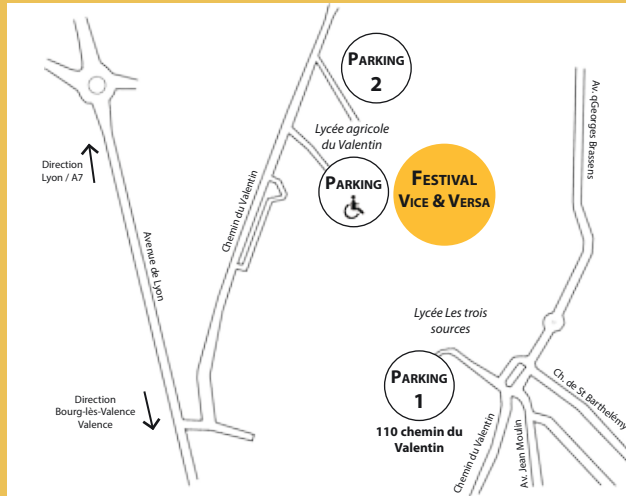 PARKING
2
Av. qGeorges Brassens
Lycée agricole
du Valentin
Direction
Lyon / A7
PARKING
FESTIVAL
VICE & VERSA
Chemin du Valentin
Avenue de Lyon
Lycée Les trois
sources
PARKING
1
110 chemin du
Valentin
Direction
Bourg-lès-Valence
Valence
Ch. de St Barthelémy
Chemin du Valentin
Av. Jean Moulin